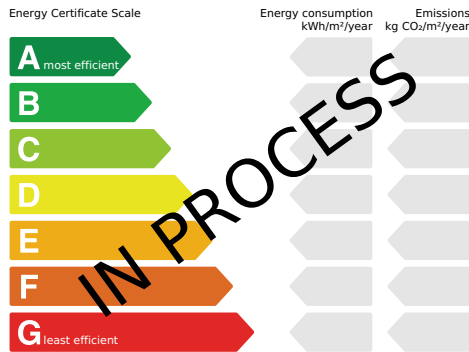 Energy Certificate Scale
Energy consumption
kWh/m²/year
Emissions
kg CO₂/m²/year
A most efficient
B
C
D
E
F
G least efficient
IN PROCESS